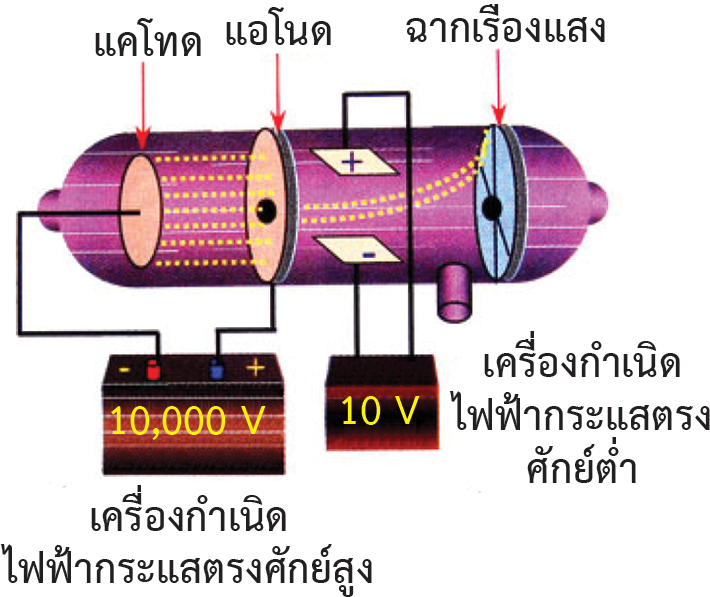 แคโทด
แอโนด
ฉากเรืองแสง
+
-
- +
10,000 V
10 V
เครื่องกำเนิด
ไฟฟ้ากระแสตรง
ศักย์ต่ำ
เครื่องกำเนิด
ไฟฟ้ากระแสตรงศักย์สูง